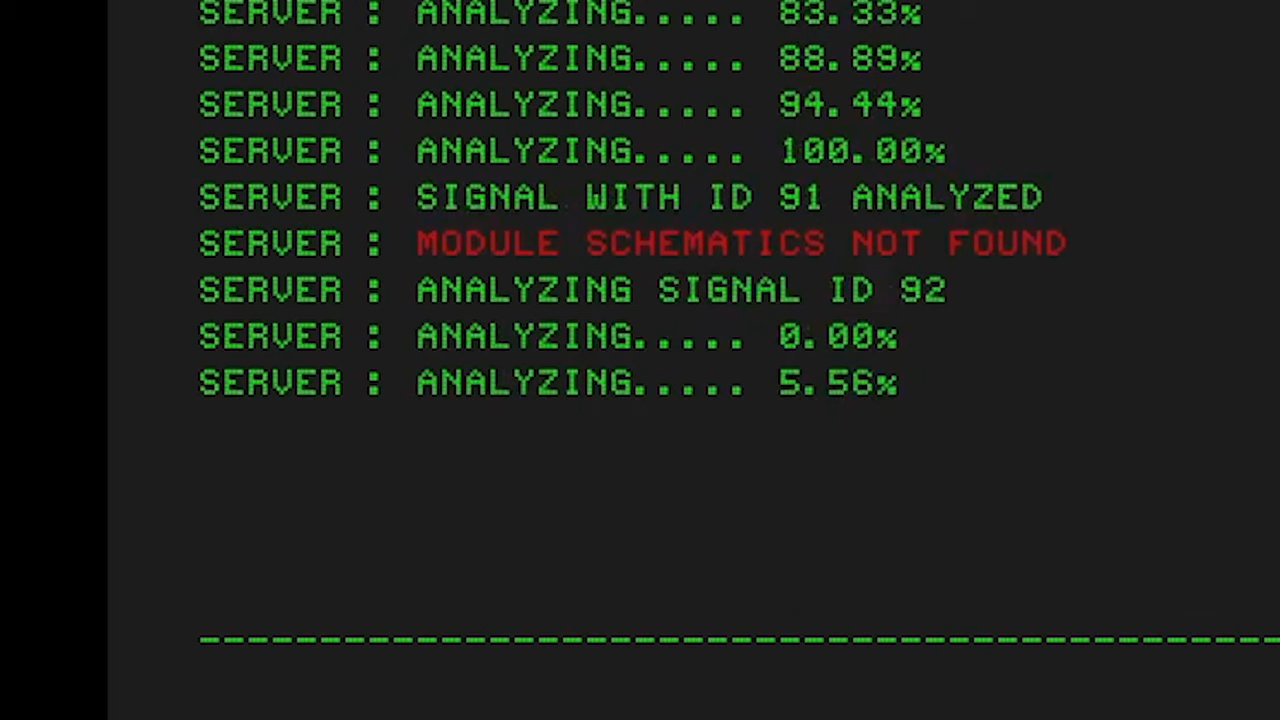 SERVER : ANALYZING..... 83.33%
SERVER : ANALYZING..... 88.89%
SERVER : ANALYZING..... 94.44%
SERVER : ANALYZING..... 100.00%
SERVER : SIGNAL WITH ID 91 ANALYZED
SERVER : MODULE SCHEMATICS NOT FOUND
SERVER : ANALYZING SIGNAL ID 92
SERVER : ANALYZING..... 0.00%
SERVER : ANALYZING..... 5.56%
---------------------------------------------